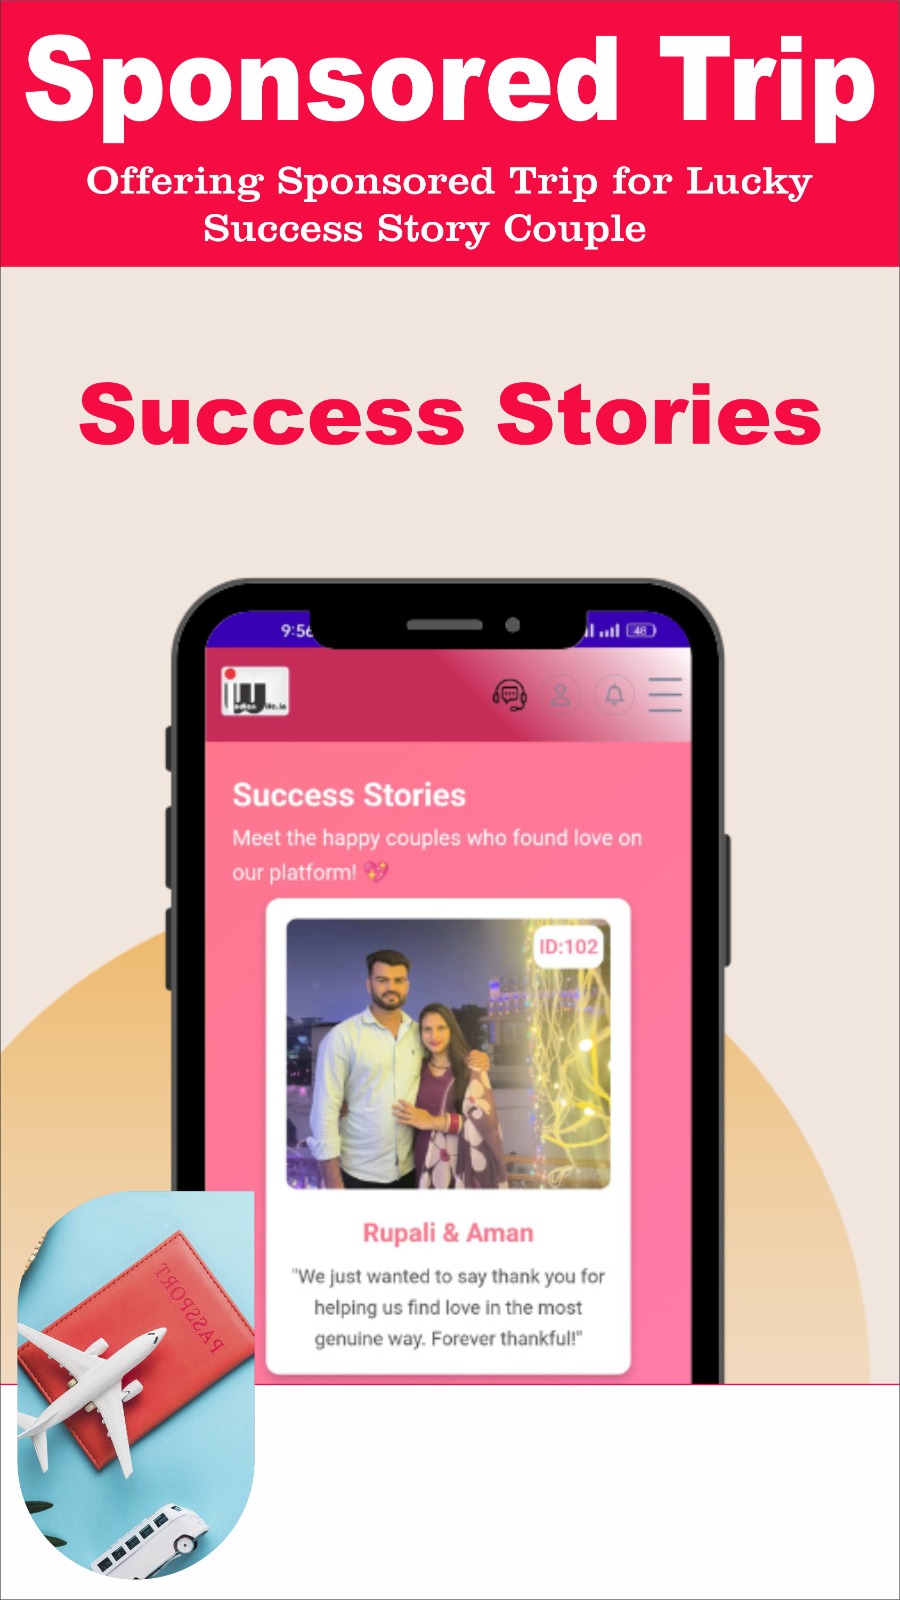 Sponsored Trip
Offering Sponsored Trip for Lucky
Success Story Couple
Success Stories
48
Success Stories
Meet the happy couples who found love on
our platform! 💖
ID:102
Rupali & Aman
"We just wanted to say thank you for
helping us find love in the most
genuine way. Forever thankful!"
PASSPORT